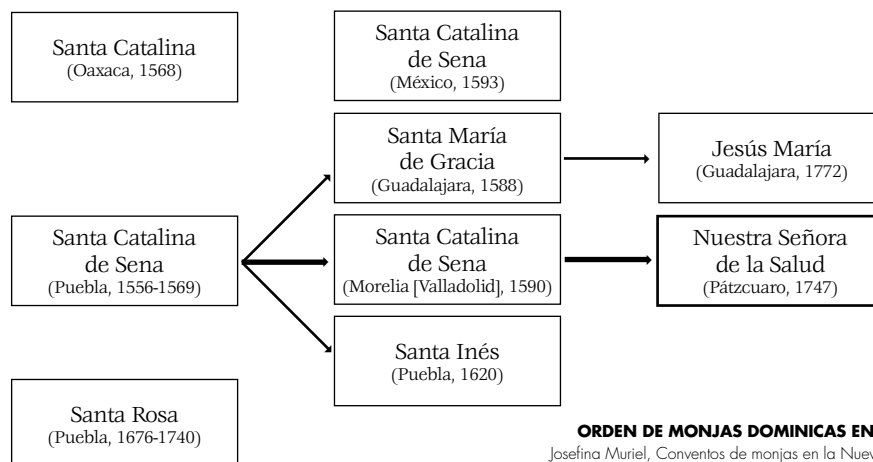 Santa Catalina
(Oaxaca, 1568)
Santa Catalina
de Sena
(México, 1593)
Santa María
de Gracia
(Guadalajara, 1588)
Jesús María
(Guadalajara, 1772)
Santa Catalina
de Sena
(Puebla, 1556-1569)
Santa Catalina
de Sena
(Morelia [Valladolid], 1590)
Nuestra Señora
de la Salud
(Pátzcuaro, 1747)
Santa Inés
(Puebla, 1620)
Santa Rosa
(Puebla, 1676-1740)
ORDEN DE MONJAS DOMINICAS EN
Josefina Muriel, Conventos de monjas en la Nuev